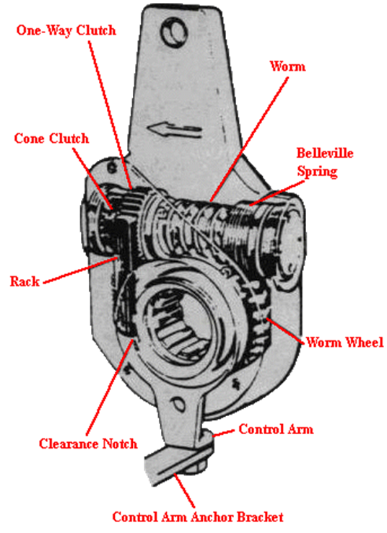 One-Way Clutch
Worm
Cone Clutch
Belleville
Spring
Rack
Worm Wheel
Clearance Notch
Control Arm
Control Arm Anchor Bracket